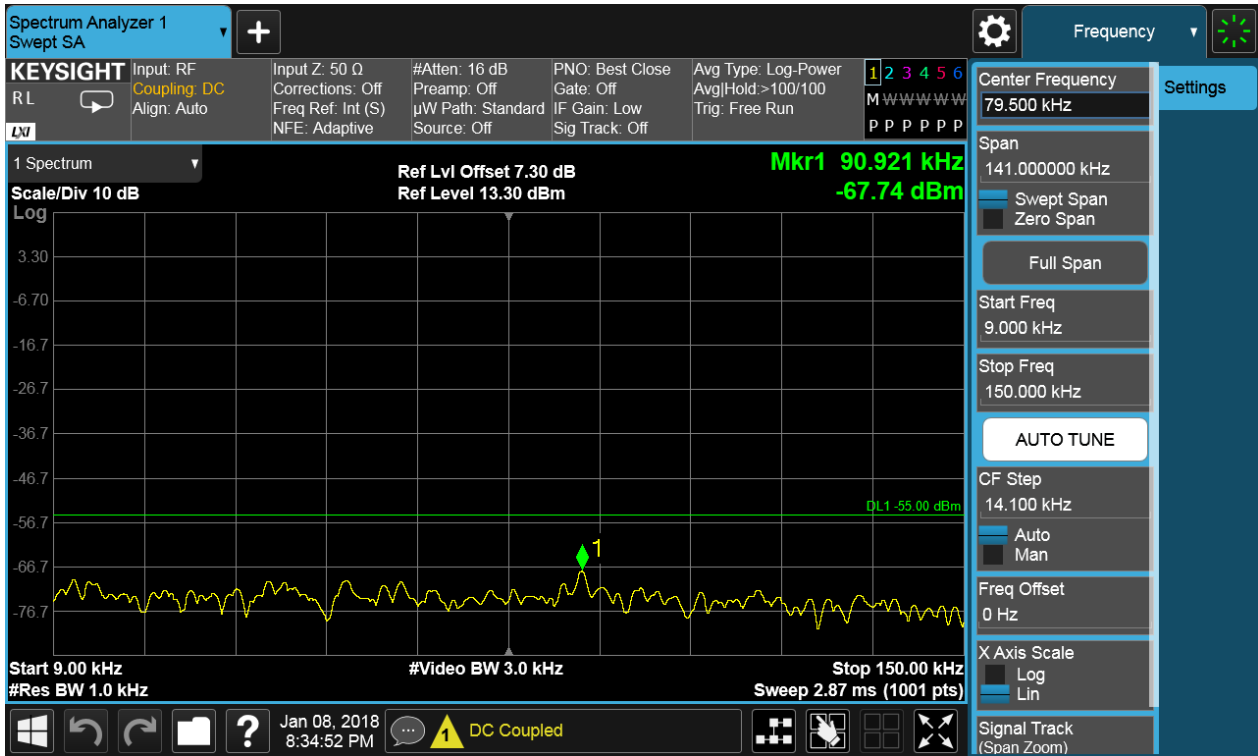 Spectrum Analyzer 1
Swept SA
+
Frequency
KEYSIGHT
RL
LXI
Input: RF
Coupling: DC
Align: Auto
Input Z: 50 Ω
Corrections: Off
Freq Ref: Int (S)
NFE: Adaptive
#Atten: 16 dB
Preamp: Off
µW Path: Standard
Source: Off
PNO: Best Close
Gate: Off
IF Gain: Low
Sig Track: Off
Avg Type: Log-Power
Avg|Hold:>100/100
Trig: Free Run
1 2 3 4 5 6
M W W W W W
P P P P P P
1 Spectrum
Scale/Div 10 dB
Log
Ref Lvl Offset 7.30 dB
Ref Level 13.30 dBm
Mkr1 90.921 kHz
-67.74 dBm
3.30
-6.70
-16.7
-26.7
-36.7
-46.7
-56.7
-66.7
-76.7
DL1 -55.00 dBm
1
Start 9.00 kHz
#Res BW 1.0 kHz
#Video BW 3.0 kHz
Stop 150.00 kHz
Sweep 2.87 ms (1001 pts)
Center Frequency
79.500 kHz
Span
141.000000 kHz
Swept Span
Zero Span
Full Span
Start Freq
9.000 kHz
Stop Freq
150.000 kHz
AUTO TUNE
CF Step
14.100 kHz
Auto
Man
Freq Offset
0 Hz
X Axis Scale
Log
Lin
Signal Track
(Span Zoom)
Settings
?
Jan 08, 2018
8:34:52 PM
1
DC Coupled